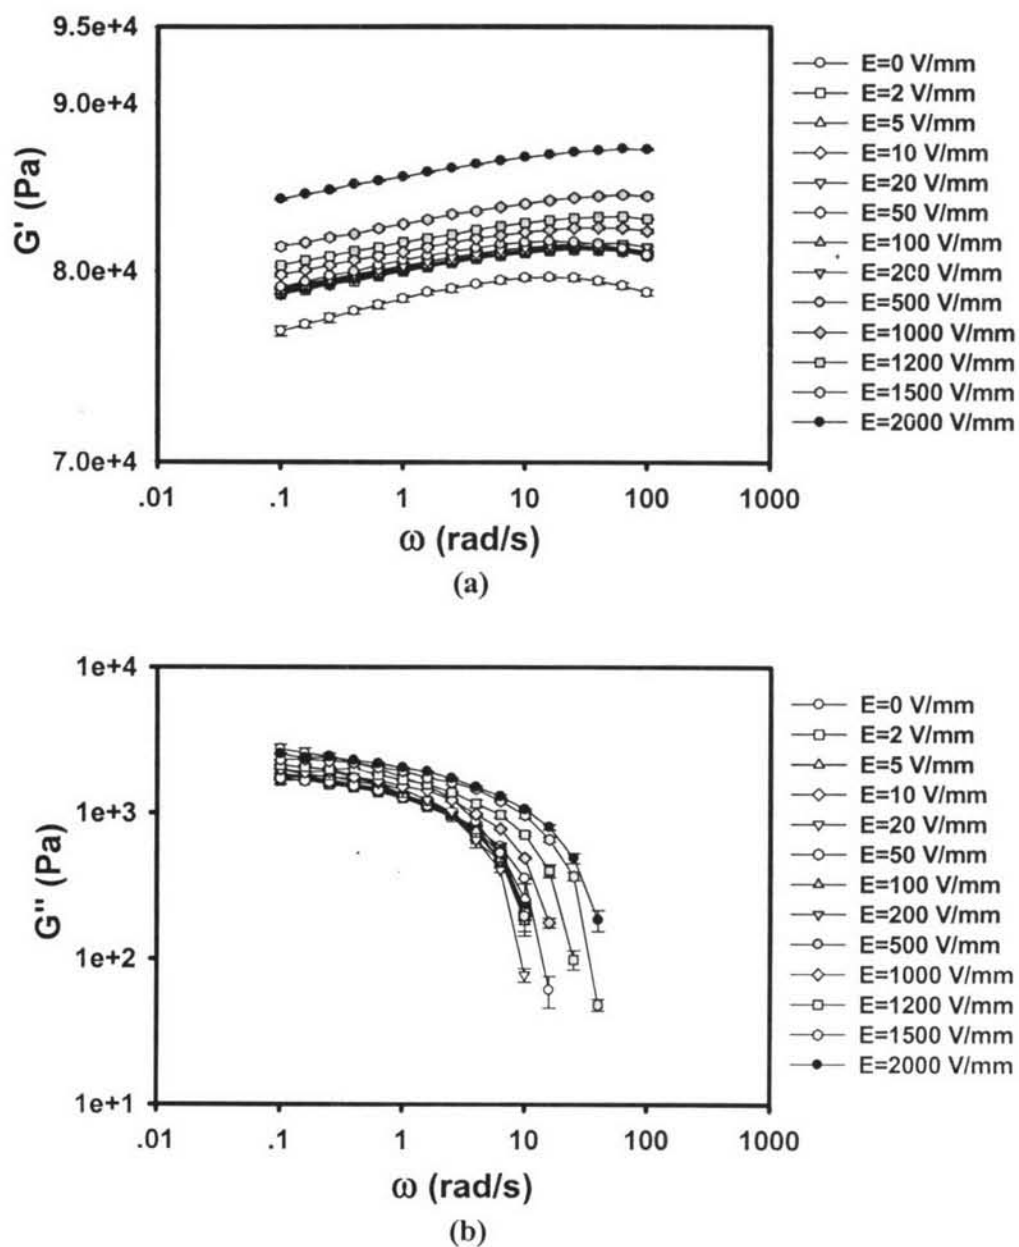 9.5e+4
9.0e+4
8.0e+4
7.0e+4
G' (Pa)
.01
.1
1
10
100
1000
ω (rad/s)
E=0 V/mm
E=2 V/mm
E=5 V/mm
E=10 V/mm
E=20 V/mm
E=50 V/mm
E=100 V/mm
E=200 V/mm
E=500 V/mm
E=1000 V/mm
E=1200 V/mm
E=1500 V/mm
E=2000 V/mm
(a)
1e+4
1e+3
1e+2
1e+1
G'' (Pa)
.01
.1
1
10
100
1000
ω (rad/s)
E=0 V/mm
E=2 V/mm
E=5 V/mm
E=10 V/mm
E=20 V/mm
E=50 V/mm
E=100 V/mm
E=200 V/mm
E=500 V/mm
E=1000 V/mm
E=1200 V/mm
E=1500 V/mm
E=2000 V/mm
(b)